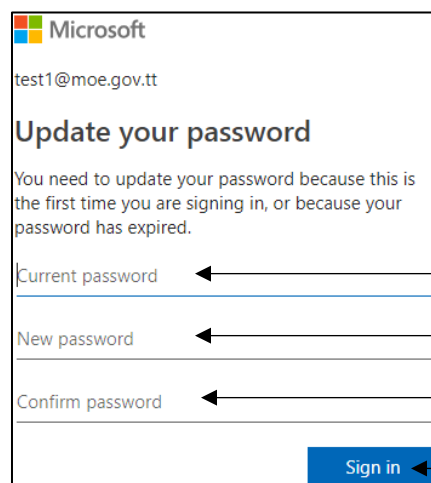 Microsoft
test1@moe.gov.tt
Update your password
You need to update your password because this is
the first time you are signing in, or because your
password has expired.
Current password
New password
Confirm password
Sign in